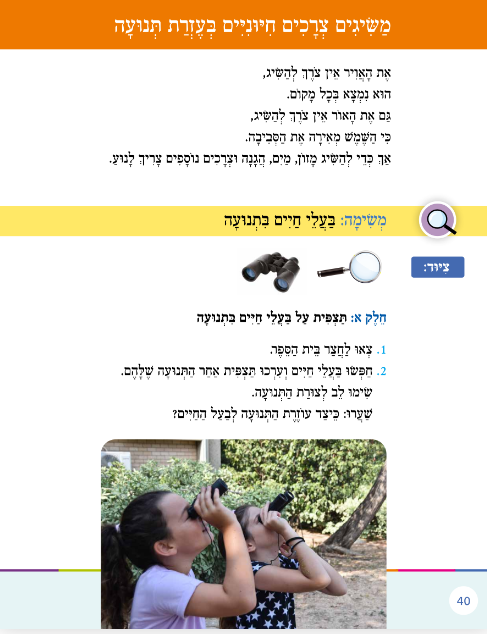 מַשִּׂיגִים צְרָכִים חִיּוּנִיִּים בְּעֶזְרַת תְּנוּעָה
אֶת הָאֲוִיר אֵין צֹרֶךְ לְהַשִּׂיג,
הוּא נִמְצָא בְּכָל מָקוֹם.
גַּם אֶת הָאוֹר אֵין צֹרֶךְ לְהַשִּׂיג,
כִּי הַשֶּׁמֶשׁ מְאִירָה אֶת הַסְּבִיבָה.
אַךְ כְּדֵי לְהַשִּׂיג מָזוֹן, מַיִם, הֲגָנָה וּצְרָכִים נוֹסָפִים צָרִיךְ לָנוּעַ.
מְשִׂימָה: בַּעֲלֵי חַיִּים בִּתְנוּעָה
צִיּוּד:
חֵלֶק א: תַּצְפִּית עַל בַּעֲלֵי חַיִּים בִּתְנוּעָה
1. צְאוּ לַחֲצַר בֵּית הַסֵּפֶר.
2. חַפְּשׂוּ בַּעֲלֵי חַיִּים וְעִרְכוּ תַּצְפִּית אַחַר הַתְּנוּעָה שֶׁלָּהֶם.
שִׂימוּ לֵב לְצוּרַת הַתְּנוּעָה.
שַׁעֲרוּ: כֵּיצַד עוֹזֶרֶת הַתְּנוּעָה לְבַעַל הַחַיִּים?
40